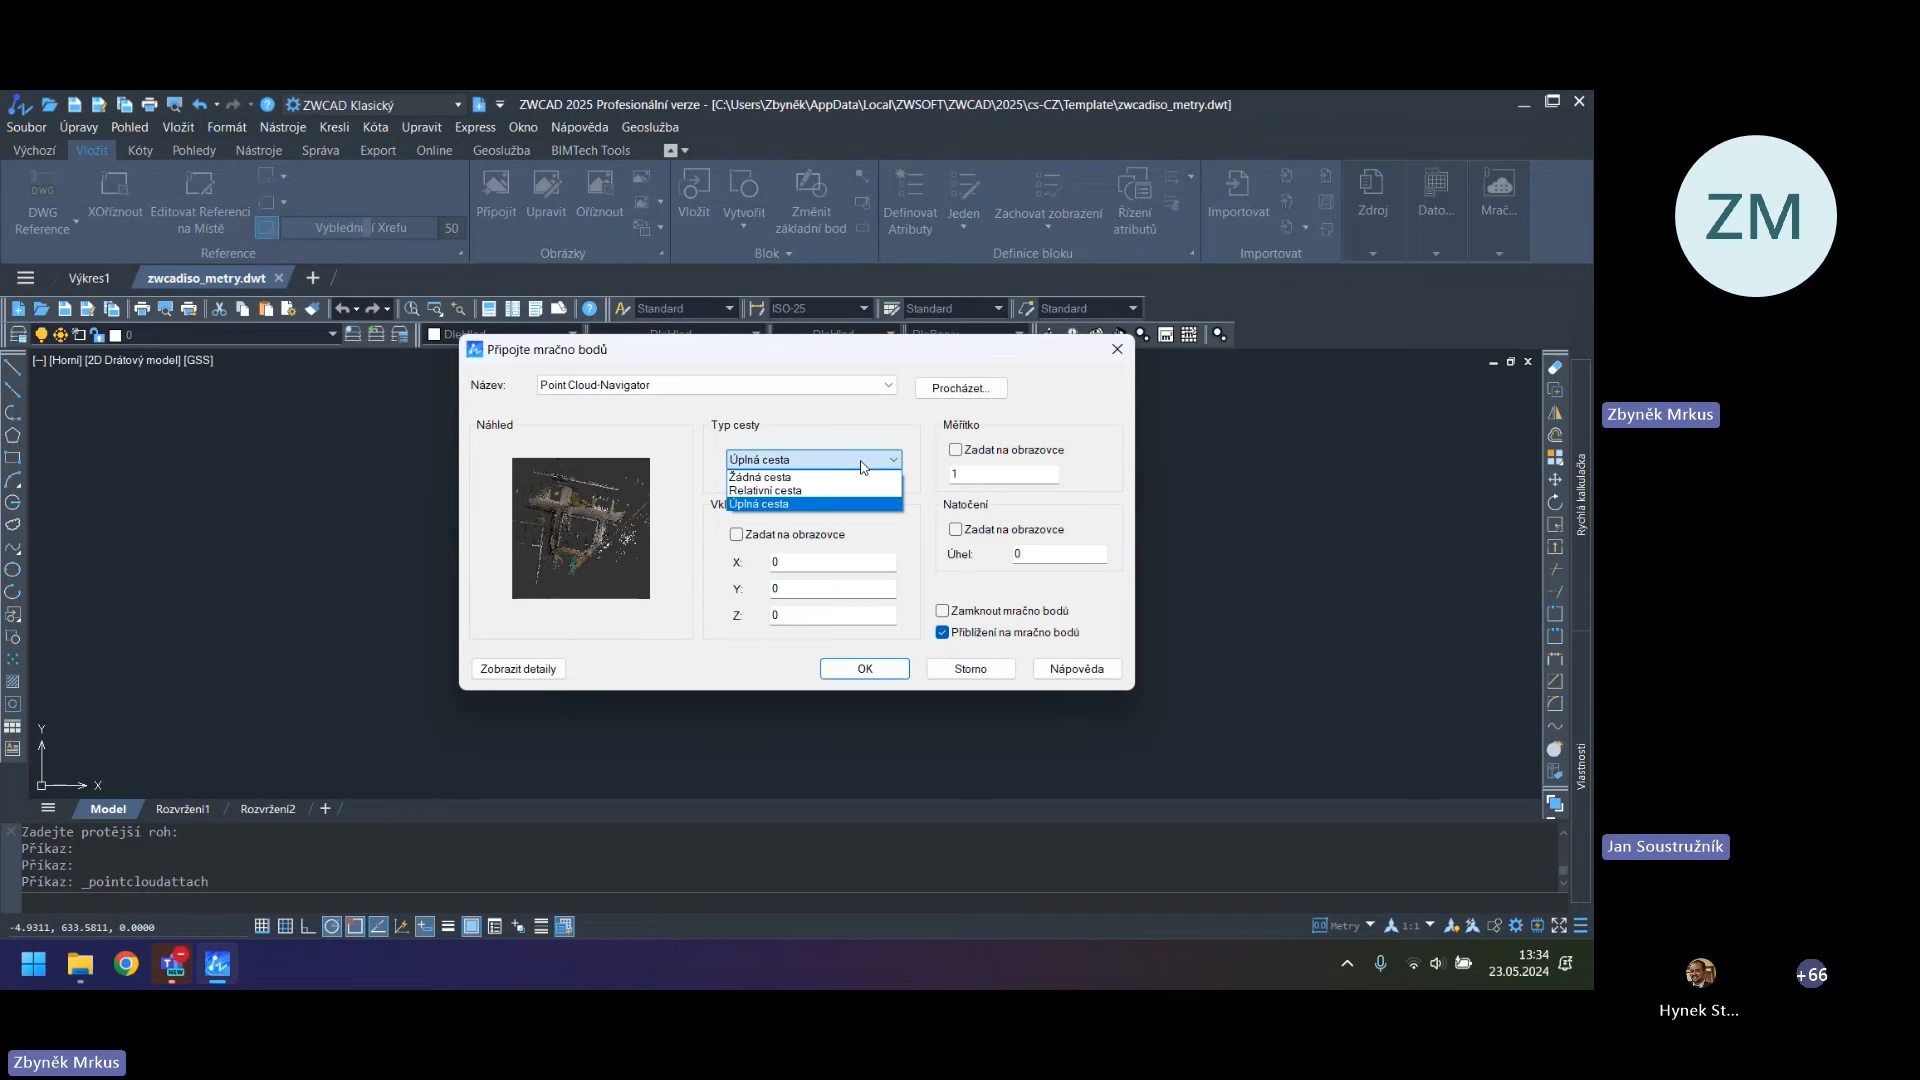 ZWCAD Klasický
ZWCAD 2025 Profesionální verze - [C:\Users\Zbyněk\AppData\Local\ZWSOFT\ZWCAD\2025\cs-CZ\Template\zwcadiso_metry.dwt]
Soubor Úpravy Pohled Vložit Formát Nástroje Kresli Kóta Upravit Express Okno Nápověda Geoslužba
Výchozí Vložit Kóty Pohledy Nástroje Správa Export Online Geoslužba BIMTech Tools
DWG
DWG Reference
XOříznout
Editovat Referenci na Místě
50
Reference
Připojit Upravit Oříznout
Obrázky
Vložit Vytvořit
Změnit základní bod
Blok
Definovat Atributy
Jeden
Zachovat zobrazení
Řízení atributů
Definice bloku
Importovat
Importovat
Zdroj
Dato...
Mrač...
Výkres1
zwcadiso_metry.dwt
Standard
ISO-25
Standard
Standard
0
[−] [Horní] [2D Drátový model] [GSS]
Připojte mračno bodů
Název:
Point Cloud-Navigator
Procházet...
Náhled
Typ cesty
Úplná cesta
Žádná cesta
Relativní cesta
Úplná cesta
Zadat na obrazovce
X: 0
Y: 0
Z: 0
Měřítko
Zadat na obrazovce
1
Natočení
Zadat na obrazovce
Úhel: 0
Zamknout mračno bodů
Přiblížení na mračno bodů
Zobrazit detaily
OK
Storno
Nápověda
Rychlá kalkulačka
Vlastnosti
Y
X
Model Rozvržení1 Rozvržení2
Zadejte protější roh:
Příkaz:
Příkaz:
Příkaz: _pointcloudattach
-4.9311, 633.5811, 0.0000
Metry
1:1
NEW
13:34
23.05.2024
ZM
Zbyněk Mrkus
Jan Soustružník
Hynek St...
+66
Zbyněk Mrkus